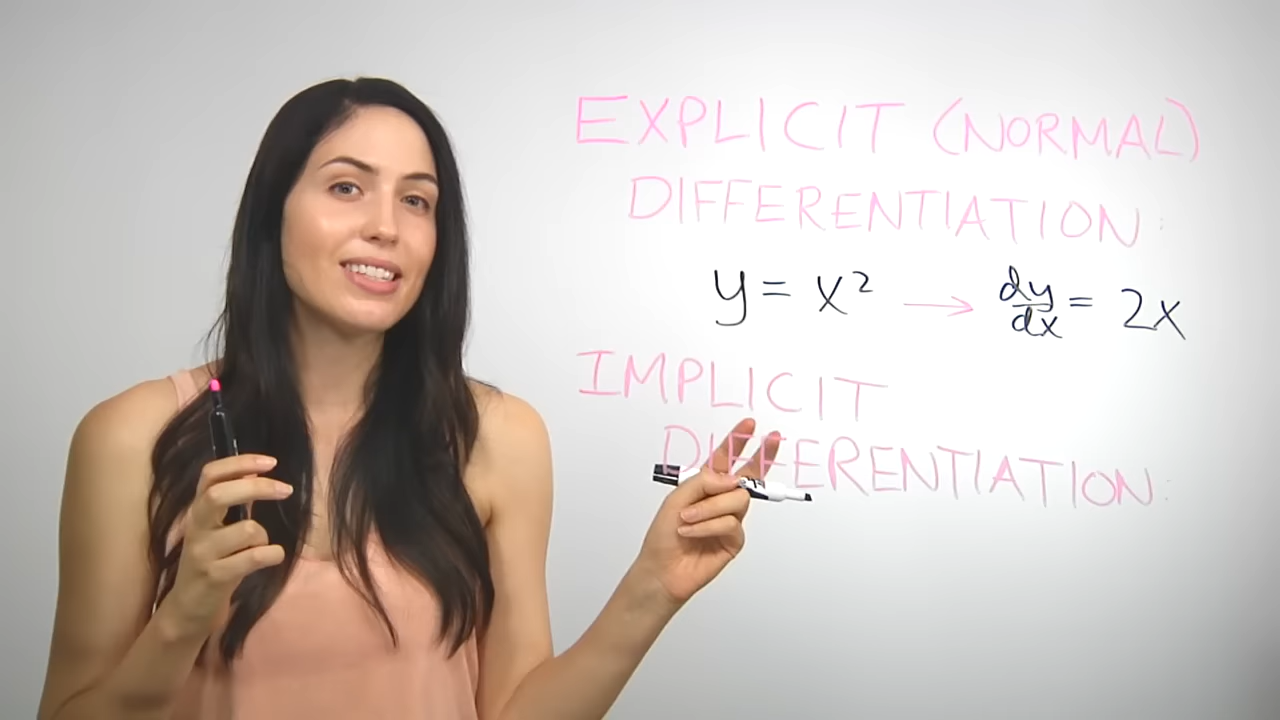 EXPLICIT (NORMAL)
DIFFERENTIATION:
y = x² → dy/dx = 2x
IMPLICIT
DIFFERENTIATION: